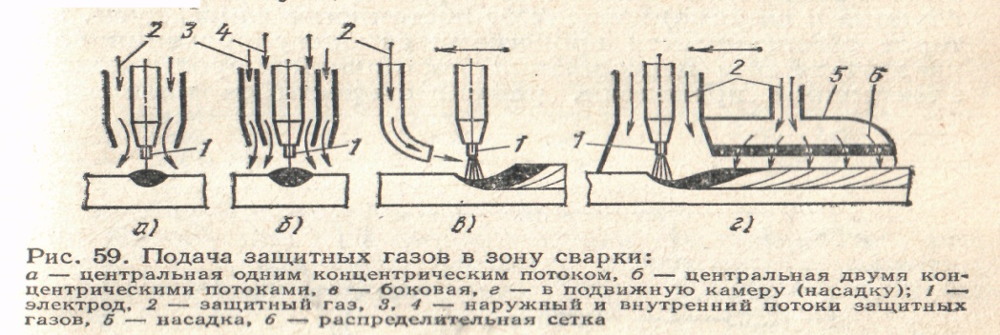 2 3 4 2 2 5 6
1 1 1 1
а) б) в) г)
Рис. 59. Подача защитных газов в зону сварки:
а — центральная одним концентрическим потоком, б — центральная двумя кон-
центрическими потоками, в — боковая, г — в подвижную камеру (насадку); 1 —
электрод, 2 — защитный газ, 3, 4 — наружный и внутренний потоки защитных
газов, 5 — насадка, 6 — распределительная сетка